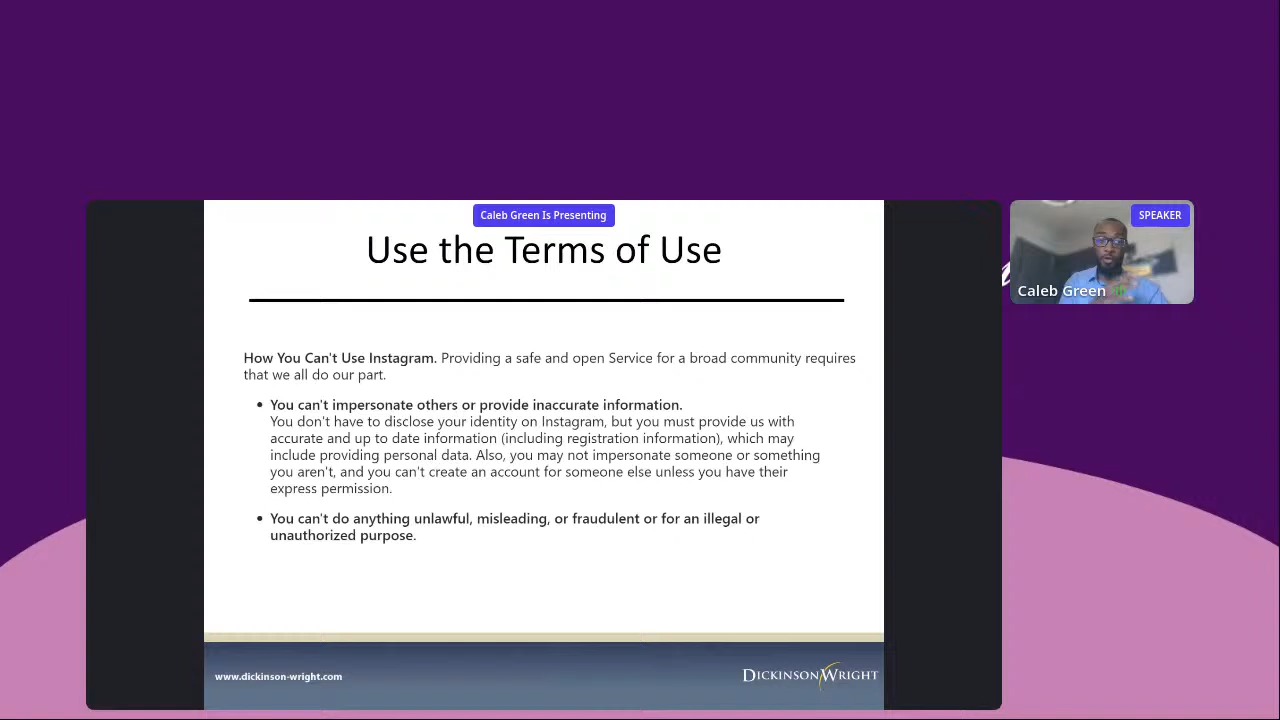 Caleb Green Is Presenting
SPEAKER
Use the Terms of Use
Caleb Green
How You Can't Use Instagram. Providing a safe and open Service for a broad community requires
that we all do our part.
• You can't impersonate others or provide inaccurate information.
You don't have to disclose your identity on Instagram, but you must provide us with
accurate and up to date information (including registration information), which may
include providing personal data. Also, you may not impersonate someone or something
you aren't, and you can't create an account for someone else unless you have their
express permission.
• You can't do anything unlawful, misleading, or fraudulent or for an illegal or
unauthorized purpose.
www.dickinson-wright.com
DICKINSON WRIGHT